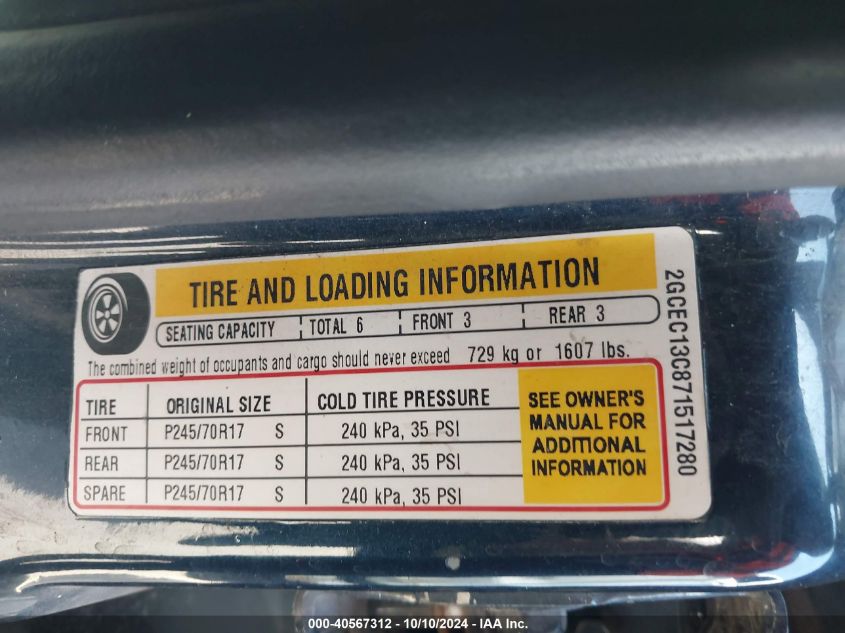 TIRE AND LOADING INFORMATION
SEATING CAPACITY TOTAL 6 FRONT 3 REAR 3
The combined weight of occupants and cargo should never exceed 729 kg or 1607 lbs.
TIRE ORIGINAL SIZE COLD TIRE PRESSURE
FRONT P245/70R17 S 240 kPa, 35 PSI
REAR P245/70R17 S 240 kPa, 35 PSI
SPARE P245/70R17 S 240 kPa, 35 PSI
SEE OWNER'S
MANUAL FOR
ADDITIONAL
INFORMATION
2GCEC13C871517280
000-40567312 - 10/10/2024 - IAA Inc.